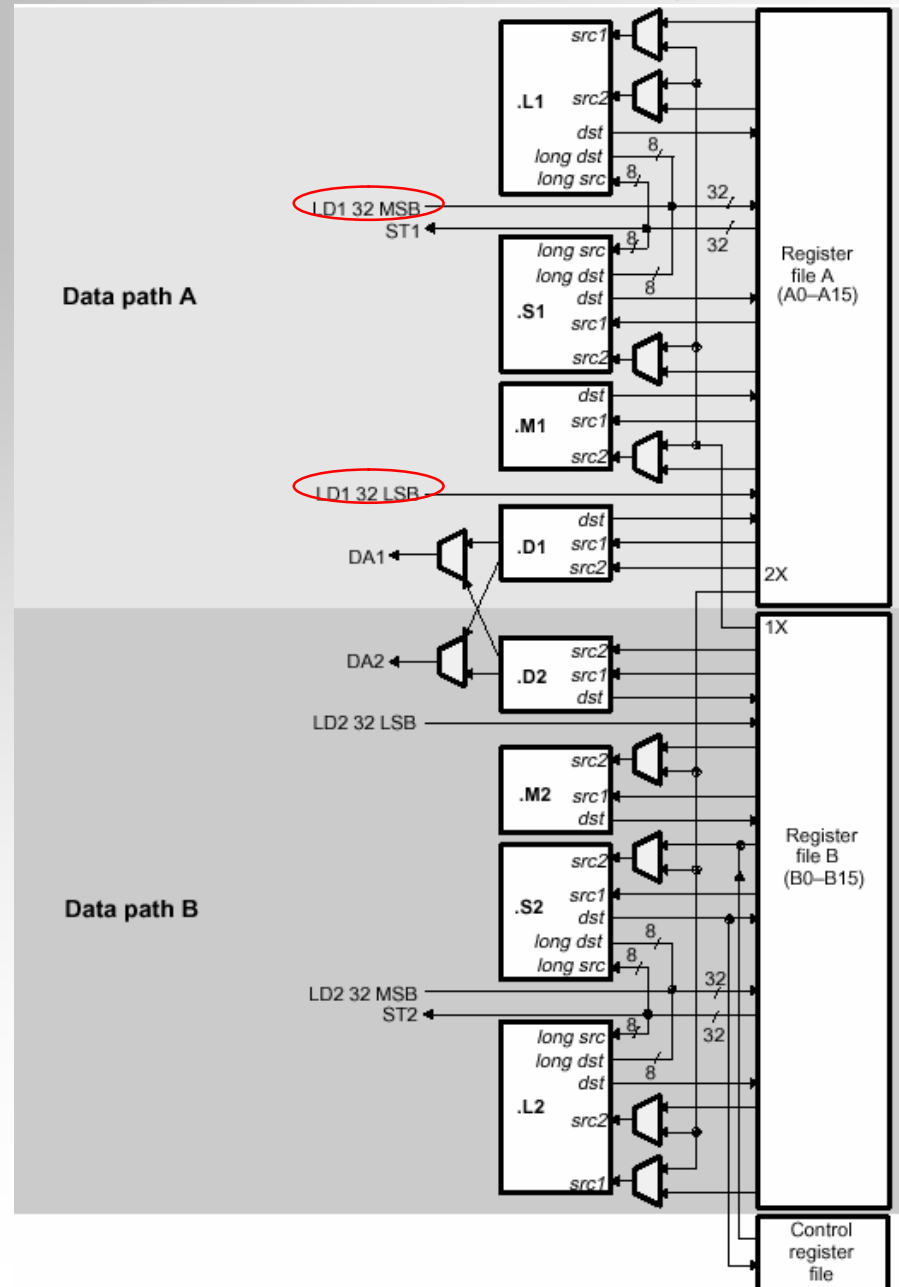 src1
.L1
src2
dst
8
long dst
8
long src
32
LD1 32 MSB
ST1
32
8
long src
long dst
8
Register
file A
(A0–A15)
Data path A
dst
.S1
src1
src2
dst
.M1
src1
src2
LD1 32 LSB
dst
DA1
.D1
src1
src2
2X
1X
DA2
src2
.D2
src1
dst
LD2 32 LSB
src2
.M2
src1
dst
Register
file B
(B0–B15)
src2
src1
Data path B
.S2
dst
8
long dst
8
long src
32
LD2 32 MSB
ST2
8
32
long src
long dst
8
dst
.L2
src2
src1
Control
register
file